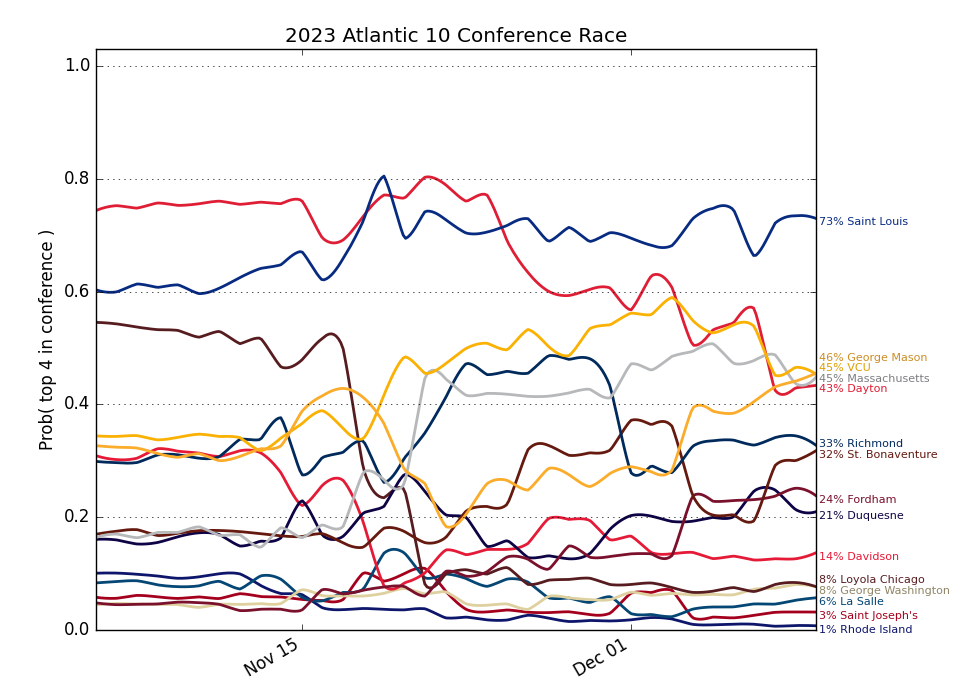 2023 Atlantic 10 Conference Race
Prob( top 4 in conference )
1.0
0.8
0.6
0.4
0.2
0.0
Nov 15
Dec 01
73% Saint Louis
46% George Mason
45% VCU
45% Massachusetts
43% Dayton
33% Richmond
32% St. Bonaventure
24% Fordham
21% Duquesne
14% Davidson
8% Loyola Chicago
8% George Washington
6% La Salle
3% Saint Joseph's
1% Rhode Island